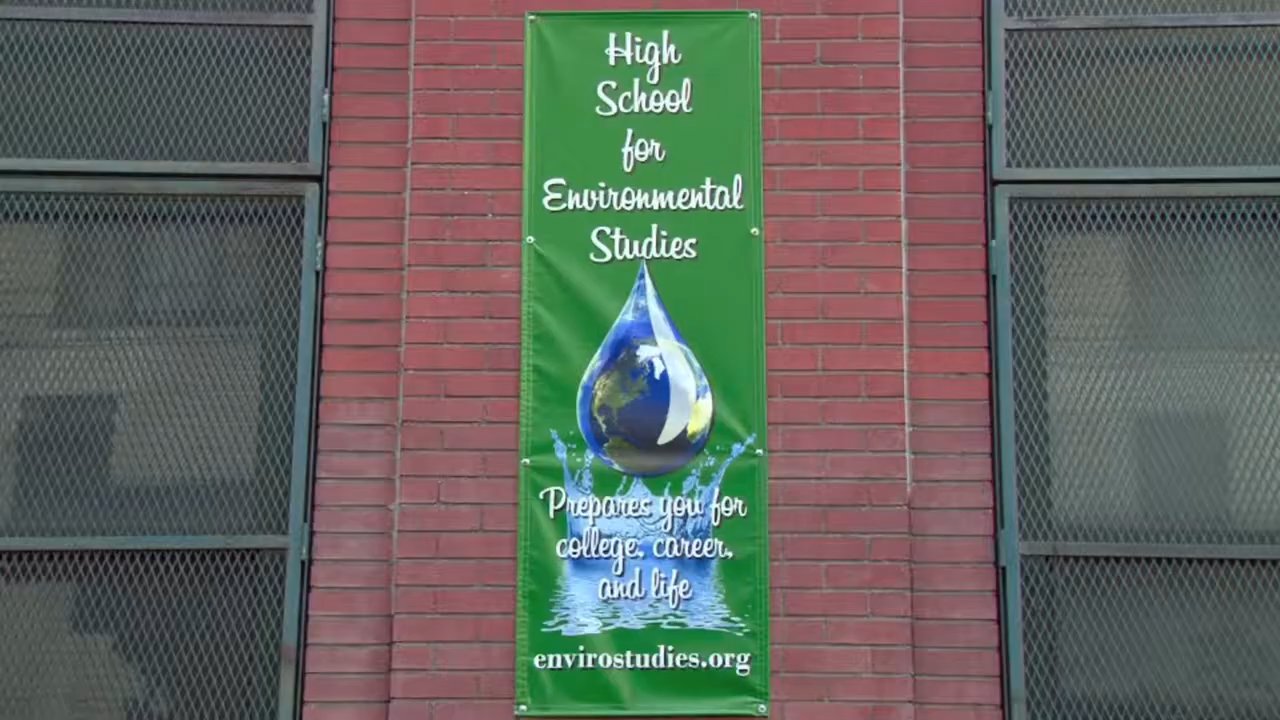 High
School
for
Environmental
Studies
Prepares you for
college, career,
and life
envirostudies.org